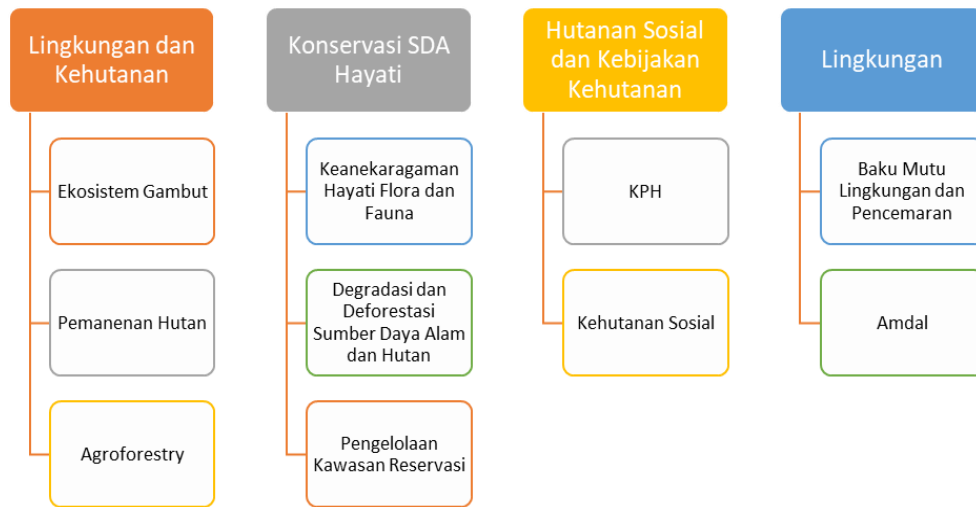 Lingkungan dan
Kehutanan
Ekosistem Gambut
Pemanenan Hutan
Agroforestry
Konservasi SDA
Hayati
Keanekaragaman
Hayati Flora dan
Fauna
Degradasi dan
Deforestasi
Sumber Daya Alam
dan Hutan
Pengelolaan
Kawasan Reservasi
Hutanan Sosial
dan Kebijakan
Kehutanan
KPH
Kehutanan Sosial
Lingkungan
Baku Mutu
Lingkungan dan
Pencemaran
Amdal